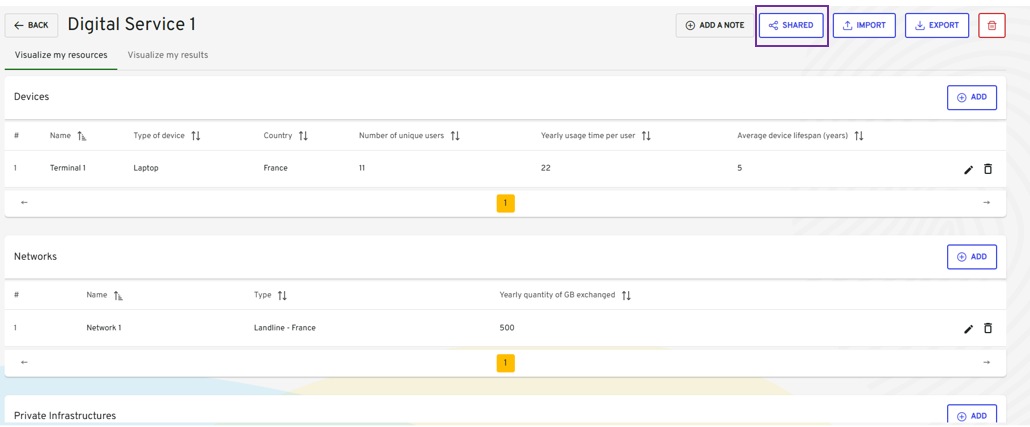 BACK Digital Service 1 ADD A NOTE SHARED IMPORT EXPORT
Visualize my resources Visualize my results
Devices ADD
# Name Type of device Country Number of unique users Yearly usage time per user Average device lifespan (years)
1 Terminal 1 Laptop France 11 22 5
1
Networks ADD
# Name Type Yearly quantity of GB exchanged
1 Network 1 Landline - France 500
1
Private Infrastructures ADD